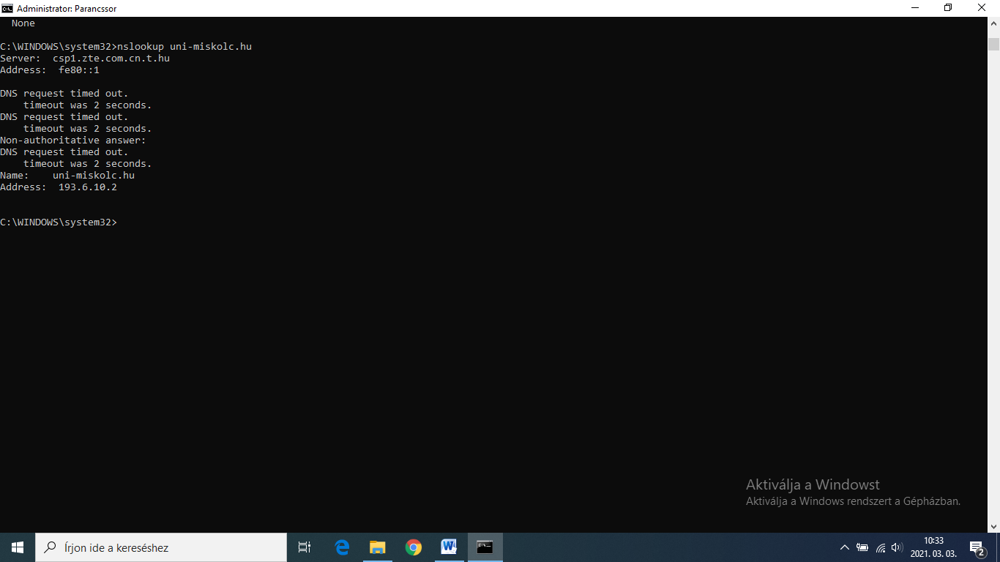 Administrator: Parancssor
  None
C:\WINDOWS\system32>nslookup uni-miskolc.hu
Server:  csp1.zte.com.cn.t.hu
Address:  fe80::1
DNS request timed out.
    timeout was 2 seconds.
DNS request timed out.
    timeout was 2 seconds.
Non-authoritative answer:
DNS request timed out.
    timeout was 2 seconds.
Name:    uni-miskolc.hu
Address:  193.6.10.2
C:\WINDOWS\system32>
Aktiválja a Windowst
Aktiválja a Windows rendszert a Gépházban.
Írjon ide a kereséshez
10:33
2021. 03. 03.
2